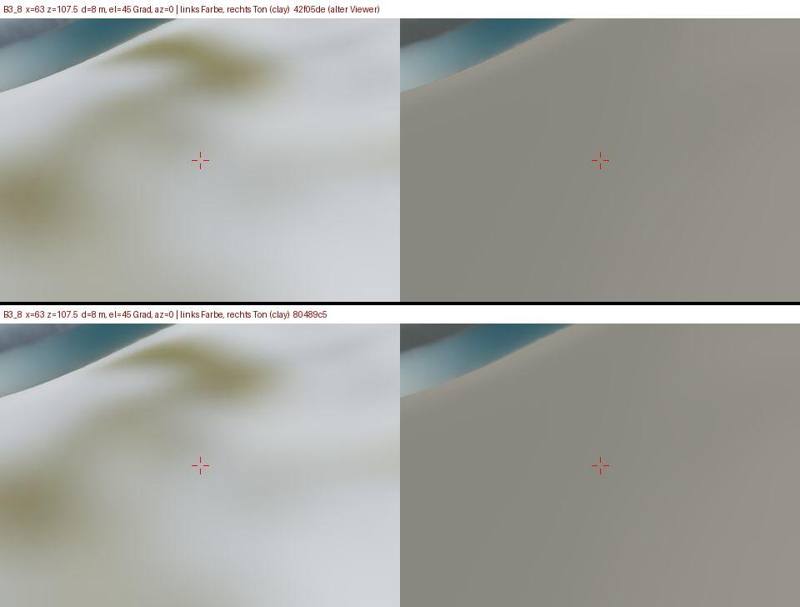 B3_8 x=63 z=107.5 d=8 m, el=45 Grad, az=0 | links Farbe, rechts Ton (clay) 42f05de (alter Viewer)
B3_8 x=63 z=107.5 d=8 m, el=45 Grad, az=0 | links Farbe, rechts Ton (clay) 80489c5